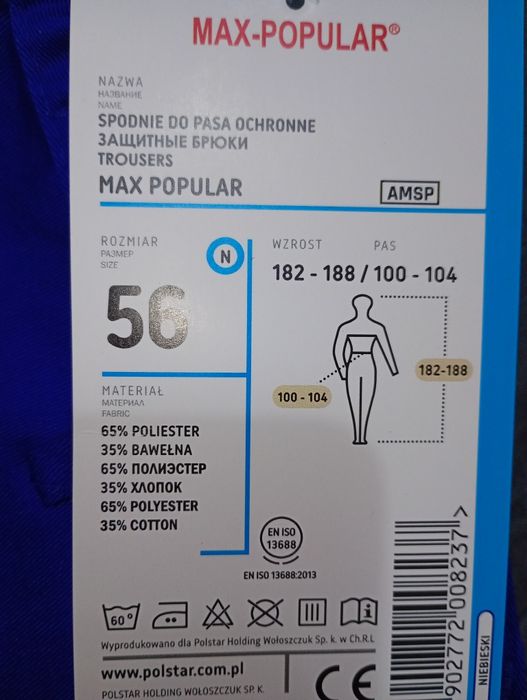 MAX-POPULAR®
NAZWA
НАЗВАНИЕ
NAME
SPODNIE DO PASA OCHRONNE
ЗАЩИТНЫЕ БРЮКИ
TROUSERS
MAX POPULAR
AMSP
ROZMIAR
РАЗМЕР
SIZE
N
56
WZROST PAS
182 - 188 / 100 - 104
182-188
100 - 104
MATERIAŁ
МАТЕРИАЛ
FABRIC
65% POLIESTER
35% BAWEŁNA
65% ПОЛИЭСТЕР
35% ХЛОПОК
65% POLYESTER
35% COTTON
EN ISO
13688
EN ISO 13688:2013
60°
i
Wyprodukowano dla Polstar Holding Wołoszczuk Sp. k. w Ch.R.L
www.polstar.com.pl
POLSTAR HOLDING WOŁOSZCZUK SP. K.
CE
902772 008237 >
NIEBIESKI